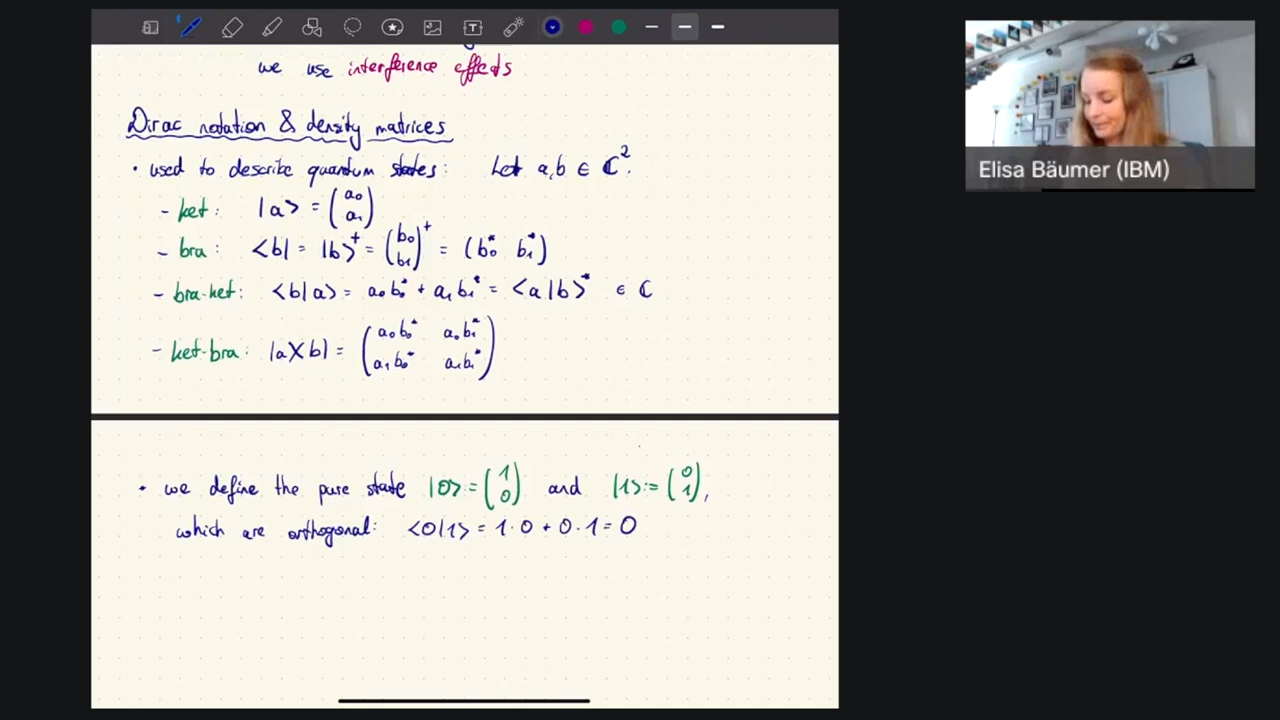 we use interference effects
Dirac notation & density matrices
• used to describe quantum states: Let a,b ∈ ℂ².
- ket: |a> = (a₀ a₁)
- bra: <b| = |b>⁺ = (b₀ b₁)⁺ = (b₀* b₁*)
- bra-ket: <b|a> = a₀b₀* + a₁b₁* = <a|b>* ∈ ℂ
- ket-bra: |a><b| = (a₀b₀* a₀b₁*
a₁b₀* a₁b₁*)
• we define the pure state |0> := (1 0) and |1> := (0 1),
which are orthogonal: <0|1> = 1·0 + 0·1 = 0
Elisa Bäumer (IBM)